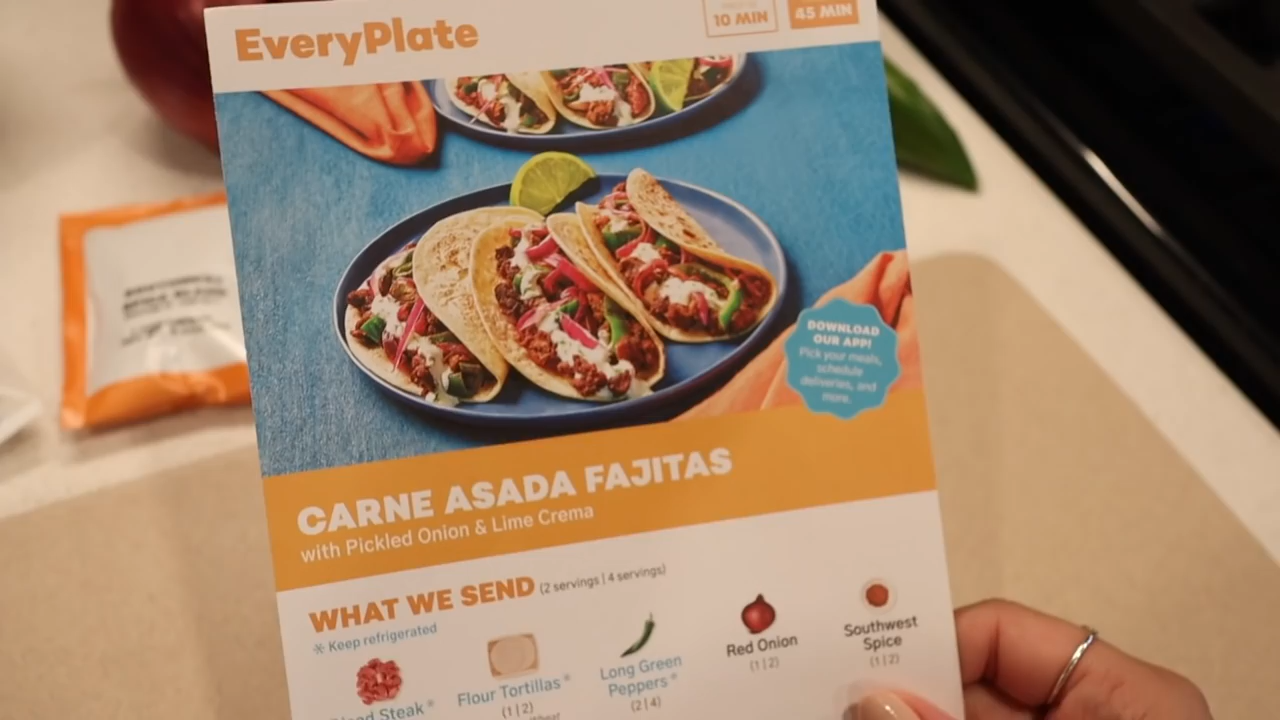 EveryPlate
10 MIN
45 MIN
DOWNLOAD
OUR APP!
Pick your meals,
schedule
deliveries, and
more.
CARNE ASADA FAJITAS
with Pickled Onion & Lime Crema
WHAT WE SEND (2 servings | 4 servings)
* Keep refrigerated
Steak*
Flour Tortillas*
(1 | 2)
Long Green
Peppers*
(2 | 4)
Red Onion
(1 | 2)
Southwest
Spice
(1 | 2)